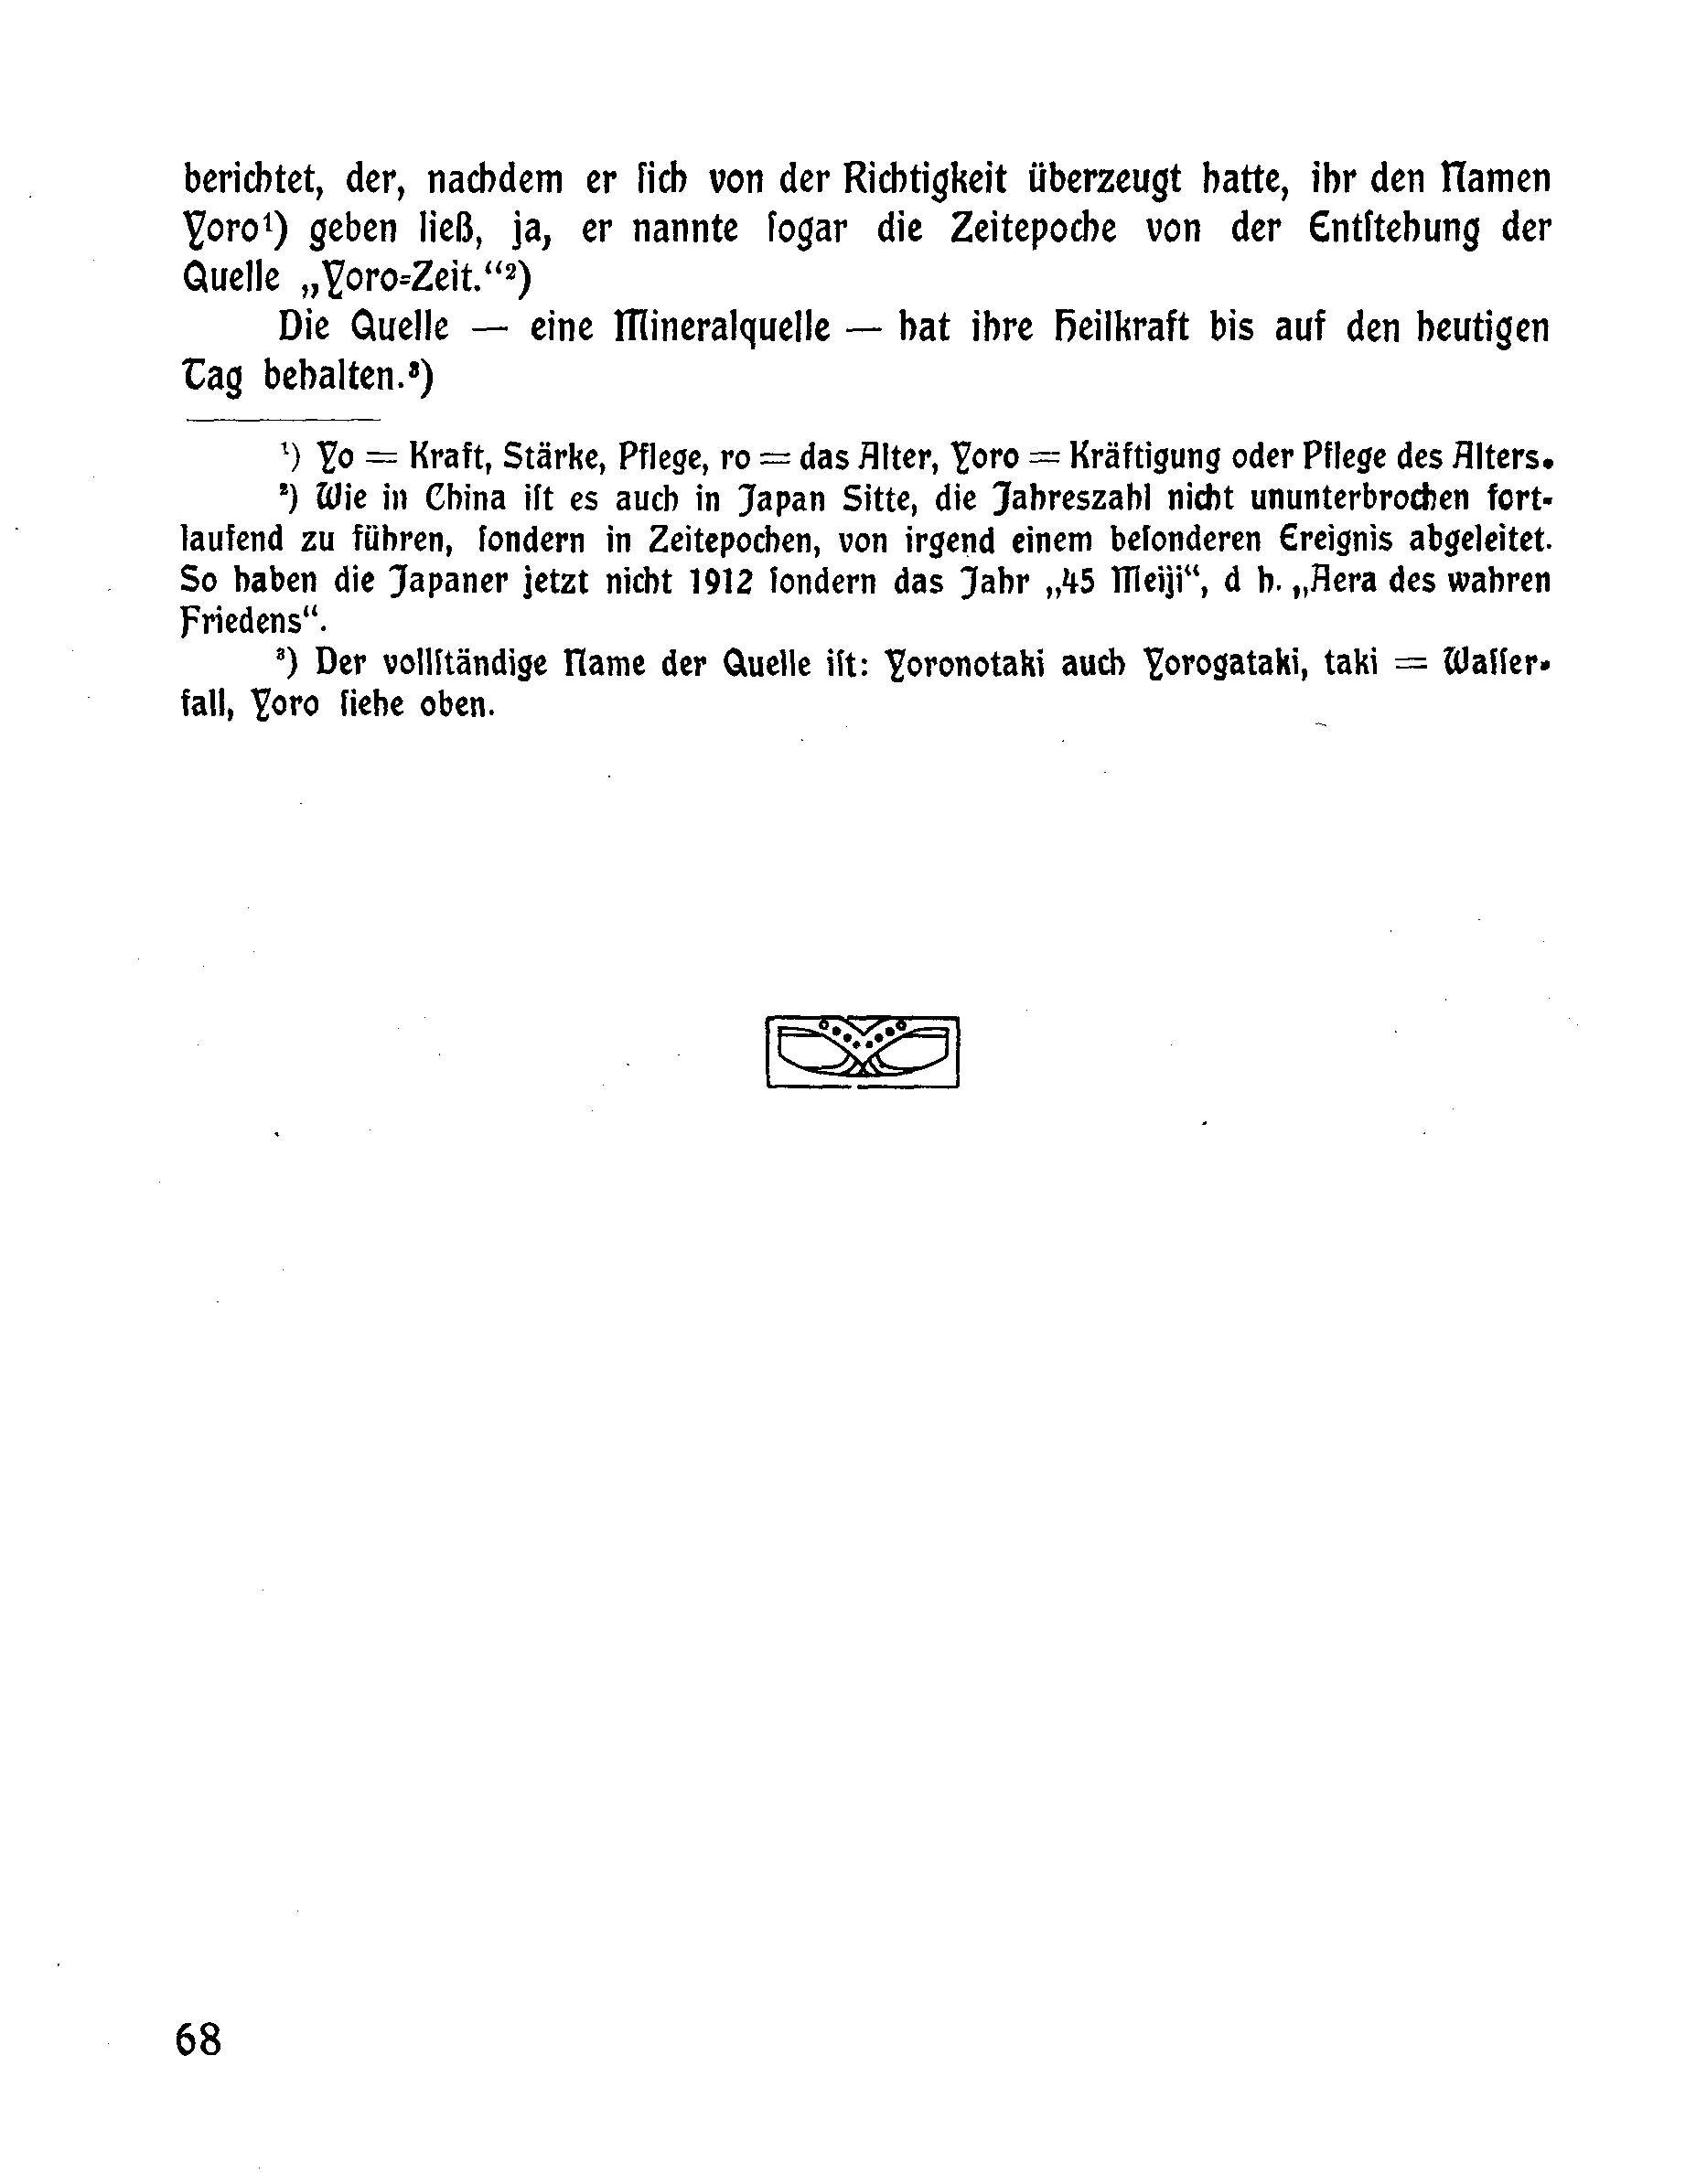 berichtet, der, nachdem er ſich von der Richtigkeit überzeugt hatte, ihr den Namen
Yoro¹) geben ließ, ja, er nannte ſogar die Zeitepoche von der Entſtehung der
Quelle „Yoro=Zeit.“²)
Die Quelle — eine Mineralquelle — hat ihre Heilkraft bis auf den heutigen
Tag behalten.³)
¹) Yo = Kraft, Stärke, Pflege, ro = das Alter, Yoro = Kräftigung oder Pflege des Alters.
²) Wie in China iſt es auch in Japan Sitte, die Jahreszahl nicht ununterbrochen fort-
laufend zu führen, ſondern in Zeitepochen, von irgend einem beſonderen Ereignis abgeleitet.
So haben die Japaner jetzt nicht 1912 ſondern das Jahr „45 Meiji“, d h. „Aera des wahren
Friedens“.
³) Der vollſtändige Name der Quelle iſt: Yoronotaki auch Yorogataki, taki = Waſſer-
fall, Yoro ſiehe oben.
68